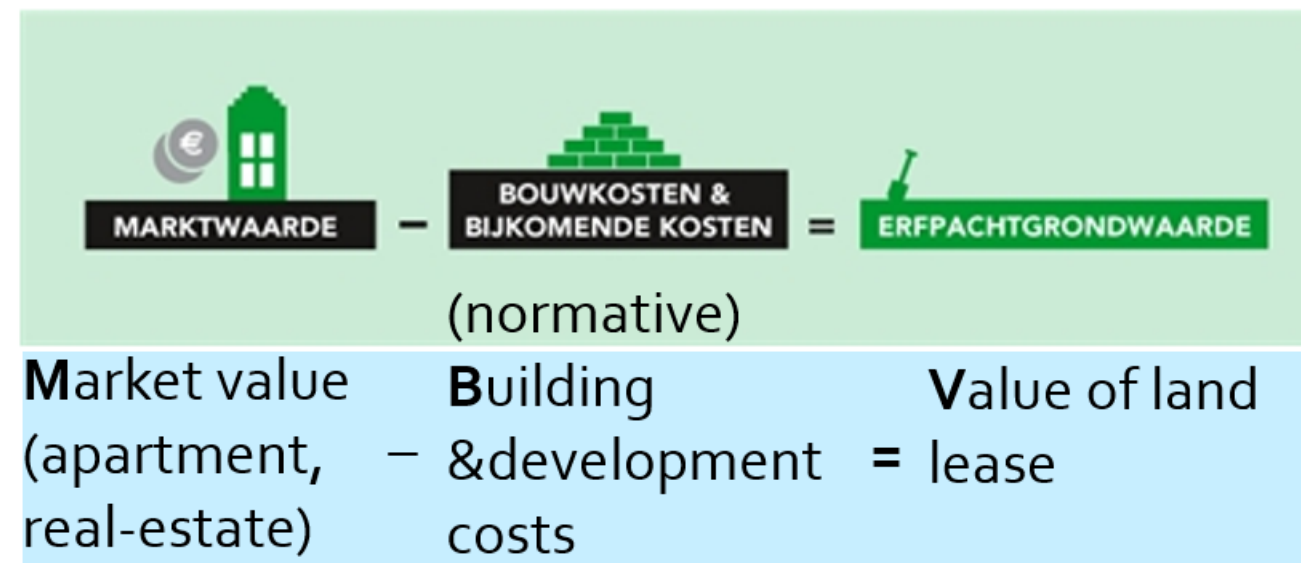 €
MARKTWAARDE
–
BOUWKOSTEN &
BIJKOMENDE KOSTEN
=
ERFPACHTGRONDWAARDE
(normative)
Market value
(apartment,
real-estate)
–
Building
&development
costs
=
Value of land
lease